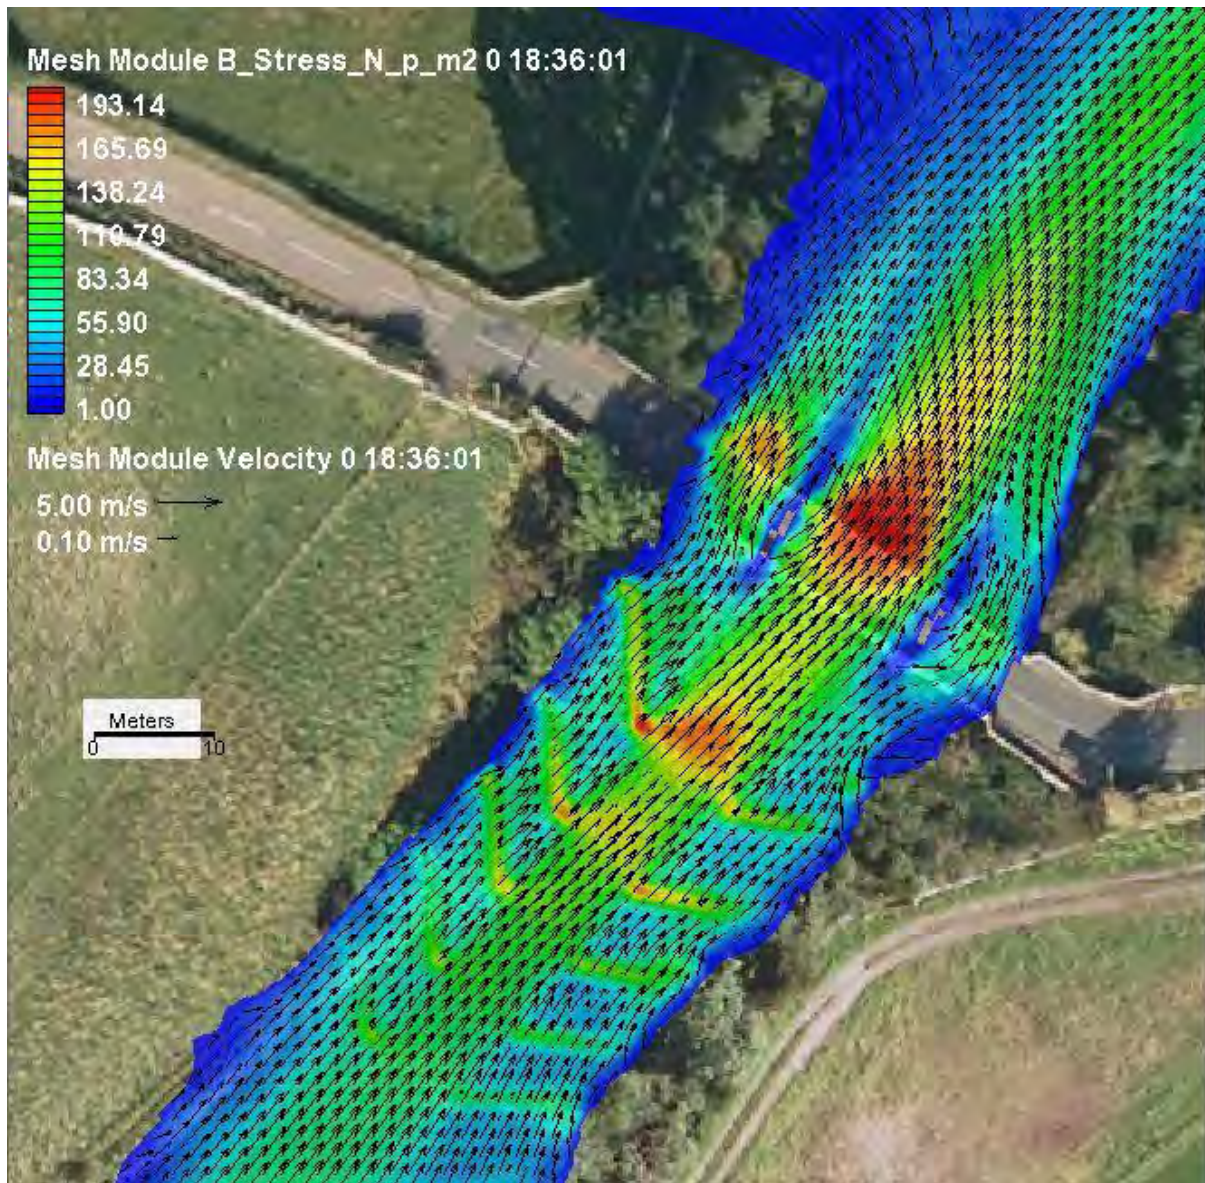 Mesh Module B_Stress_N_p_m2 0 18:36:01
193.14
165.69
138.24
110.79
83.34
55.90
28.45
1.00
Mesh Module Velocity 0 18:36:01
5.00 m/s
0.10 m/s
Meters
0 10